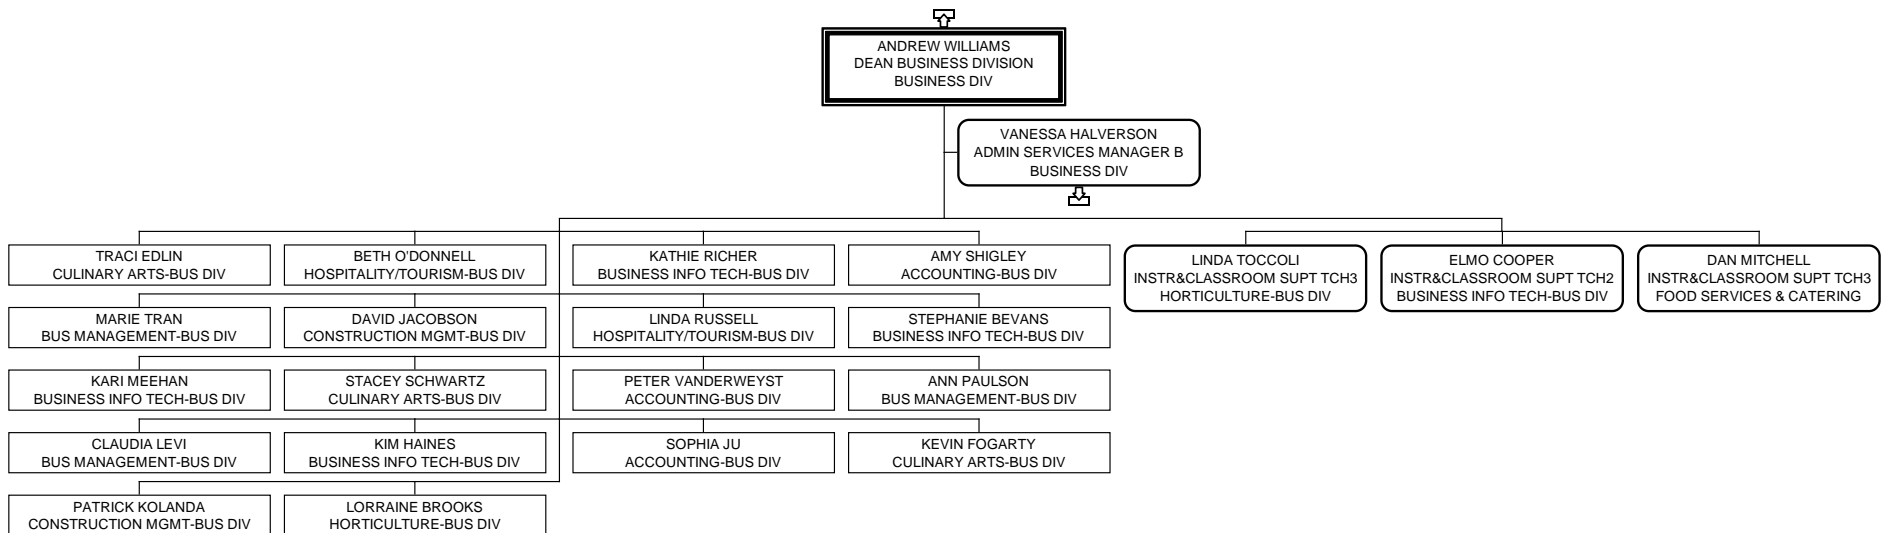 ANDREW WILLIAMS
DEAN BUSINESS DIVISION
BUSINESS DIV
VANESSA HALVERSON
ADMIN SERVICES MANAGER B
BUSINESS DIV
TRACI EDLIN
CULINARY ARTS-BUS DIV
BETH O'DONNELL
HOSPITALITY/TOURISM-BUS DIV
KATHIE RICHER
BUSINESS INFO TECH-BUS DIV
AMY SHIGLEY
ACCOUNTING-BUS DIV
LINDA TOCCOLI
INSTR&CLASSROOM SUPT TCH3
HORTICULTURE-BUS DIV
ELMO COOPER
INSTR&CLASSROOM SUPT TCH2
BUSINESS INFO TECH-BUS DIV
DAN MITCHELL
INSTR&CLASSROOM SUPT TCH3
FOOD SERVICES & CATERING
MARIE TRAN
BUS MANAGEMENT-BUS DIV
DAVID JACOBSON
CONSTRUCTION MGMT-BUS DIV
LINDA RUSSELL
HOSPITALITY/TOURISM-BUS DIV
STEPHANIE BEVANS
BUSINESS INFO TECH-BUS DIV
KARI MEEHAN
BUSINESS INFO TECH-BUS DIV
STACEY SCHWARTZ
CULINARY ARTS-BUS DIV
PETER VANDERWEYST
ACCOUNTING-BUS DIV
ANN PAULSON
BUS MANAGEMENT-BUS DIV
CLAUDIA LEVI
BUS MANAGEMENT-BUS DIV
KIM HAINES
BUSINESS INFO TECH-BUS DIV
SOPHIA JU
ACCOUNTING-BUS DIV
KEVIN FOGARTY
CULINARY ARTS-BUS DIV
PATRICK KOLANDA
CONSTRUCTION MGMT-BUS DIV
LORRAINE BROOKS
HORTICULTURE-BUS DIV